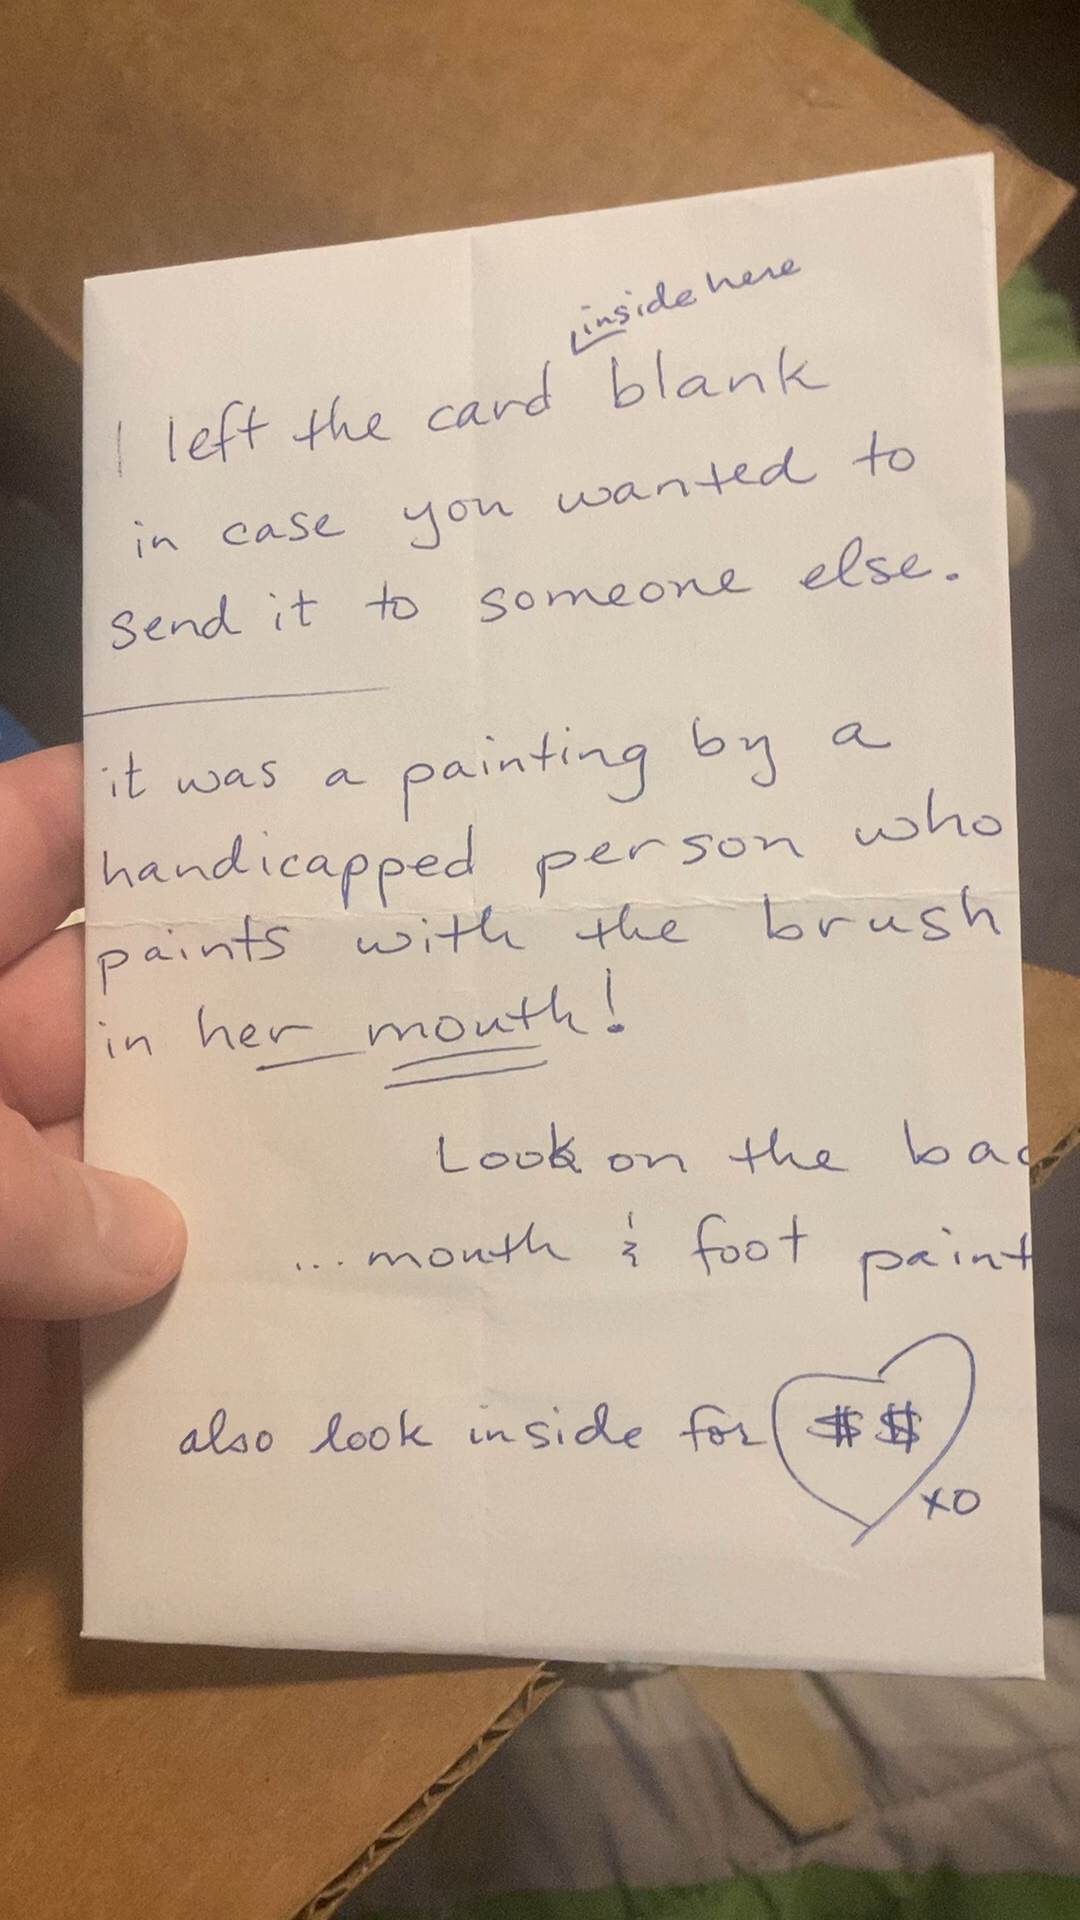 inside here
I left the card blank
in case you wanted to
send it to someone else.
it was a painting by a
handicapped person who
paints with the brush
in her mouth!
Look on the bac
... mouth & foot paint
also look inside for $$
xo